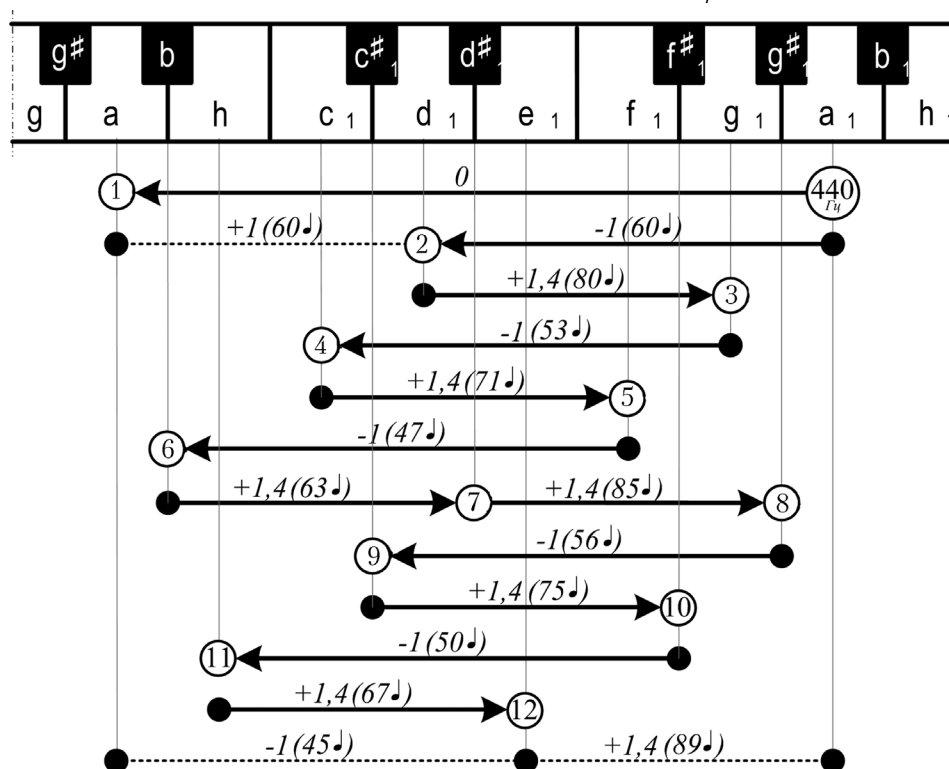 g♯ b c♯1 d♯1 f♯1 g♯1 b1
g a h c1 d1 e1 f1 g1 a1 h
1 0 440 Гц
+1(60♩) 2 -1(60♩)
+1,4(80♩) 3
4 -1(53♩)
+1,4(71♩) 5
6 -1(47♩)
+1,4(63♩) 7 +1,4(85♩) 8
9 -1(56♩)
+1,4(75♩) 10
11 -1(50♩)
+1,4(67♩) 12
-1(45♩) +1,4(89♩)